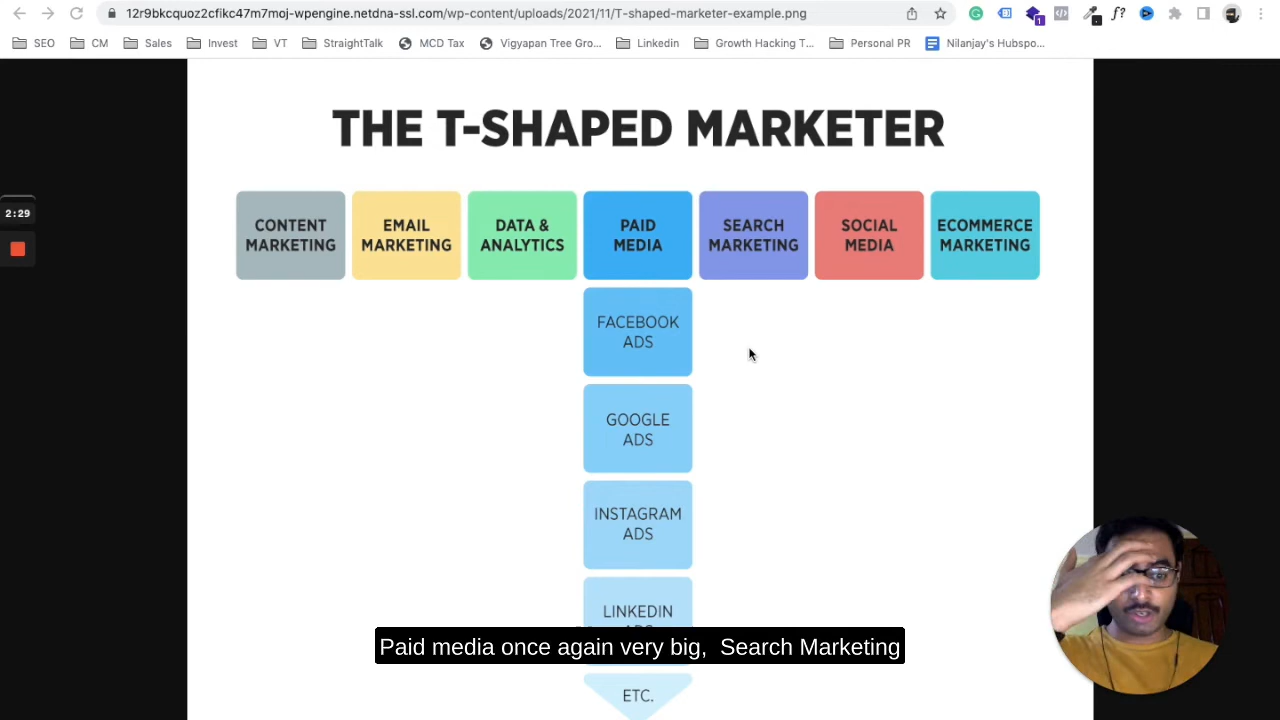 12r9bkcquoz2cfikc47m7moj-wpengine.netdna-ssl.com/wp-content/uploads/2021/11/T-shaped-marketer-example.png
SEO CM Sales Invest VT StraightTalk MCD Tax Vigyapan Tree Gro... Linkedin Growth Hacking T... Personal PR Nilanjay's Hubspo...
THE T-SHAPED MARKETER
2:29
CONTENT MARKETING
EMAIL MARKETING
DATA & ANALYTICS
PAID MEDIA
SEARCH MARKETING
SOCIAL MEDIA
ECOMMERCE MARKETING
FACEBOOK
ADS
GOOGLE
ADS
INSTAGRAM
ADS
LINKEDIN
Paid media once again very big, Search Marketing
ETC.